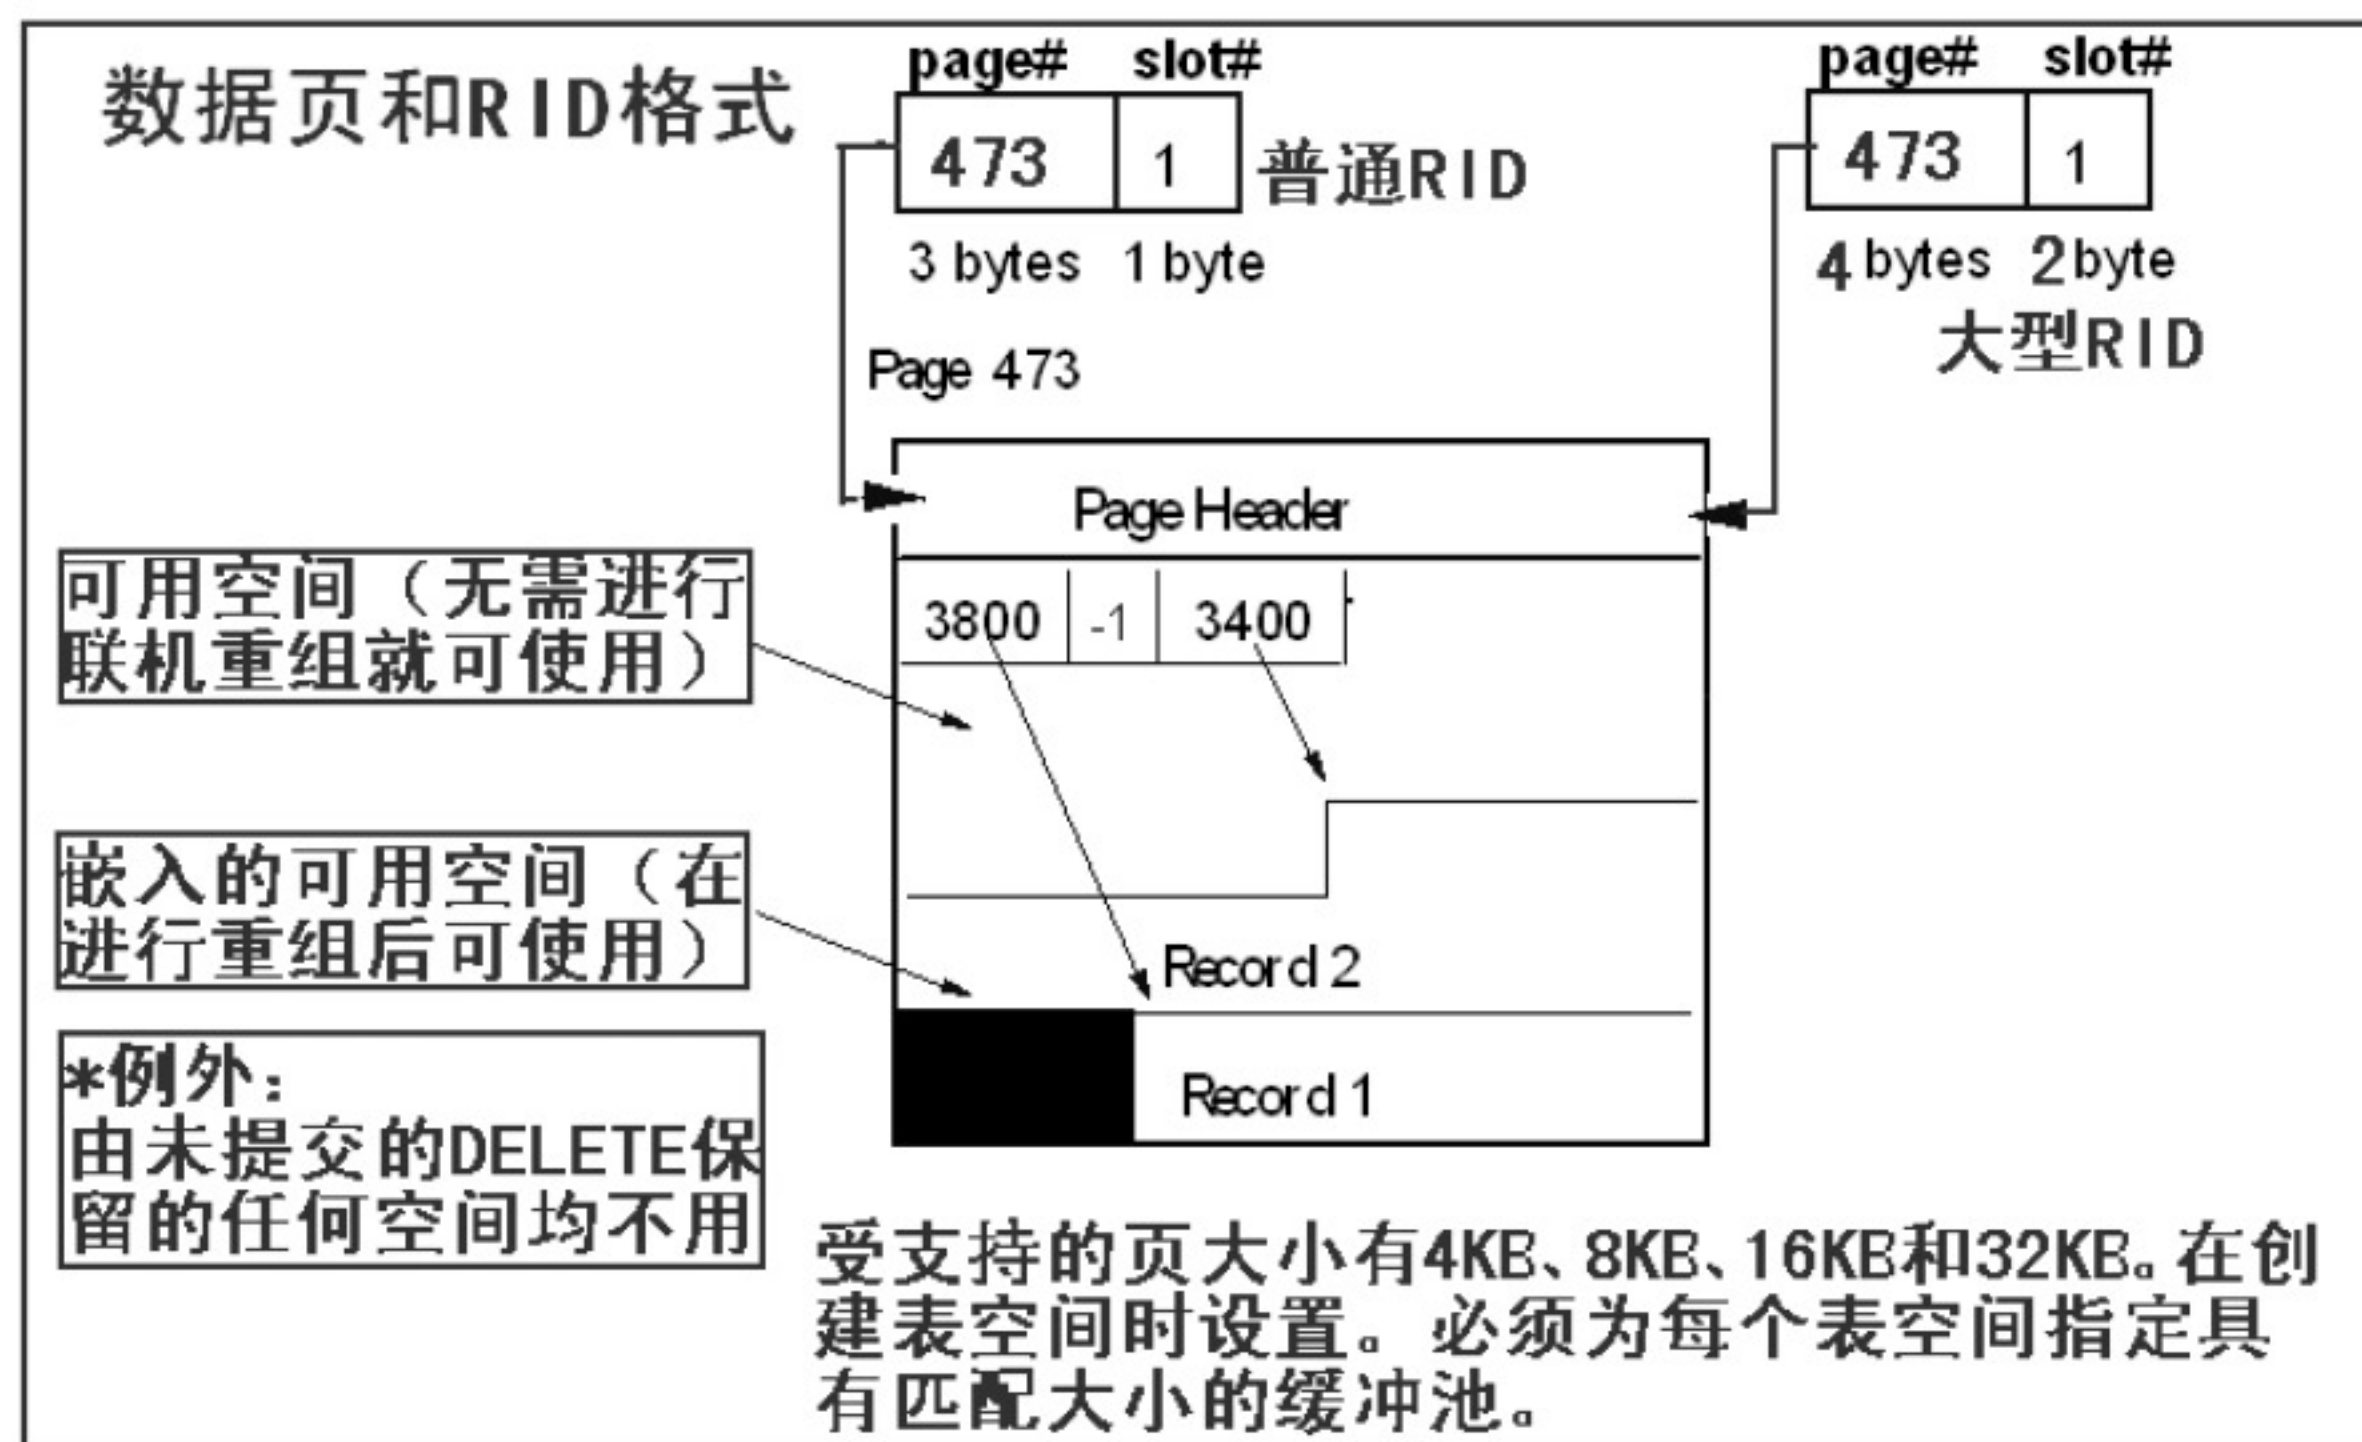 数据页和RID格式
page# slot#
473 1 普通RID
3 bytes 1 byte
page# slot#
473 1
4 bytes 2byte
大型RID
Page 473
Page Header
3800 -1 3400
可用空间（无需进行
联机重组就可使用）
嵌入的可用空间（在
进行重组后可使用）
Record 2
Record 1
*例外：
由未提交的DELETE保
留的任何空间均不用
受支持的页大小有4KB、8KB、16KB和32KB。在创
建表空间时设置。必须为每个表空间指定具
有匹配大小的缓冲池。